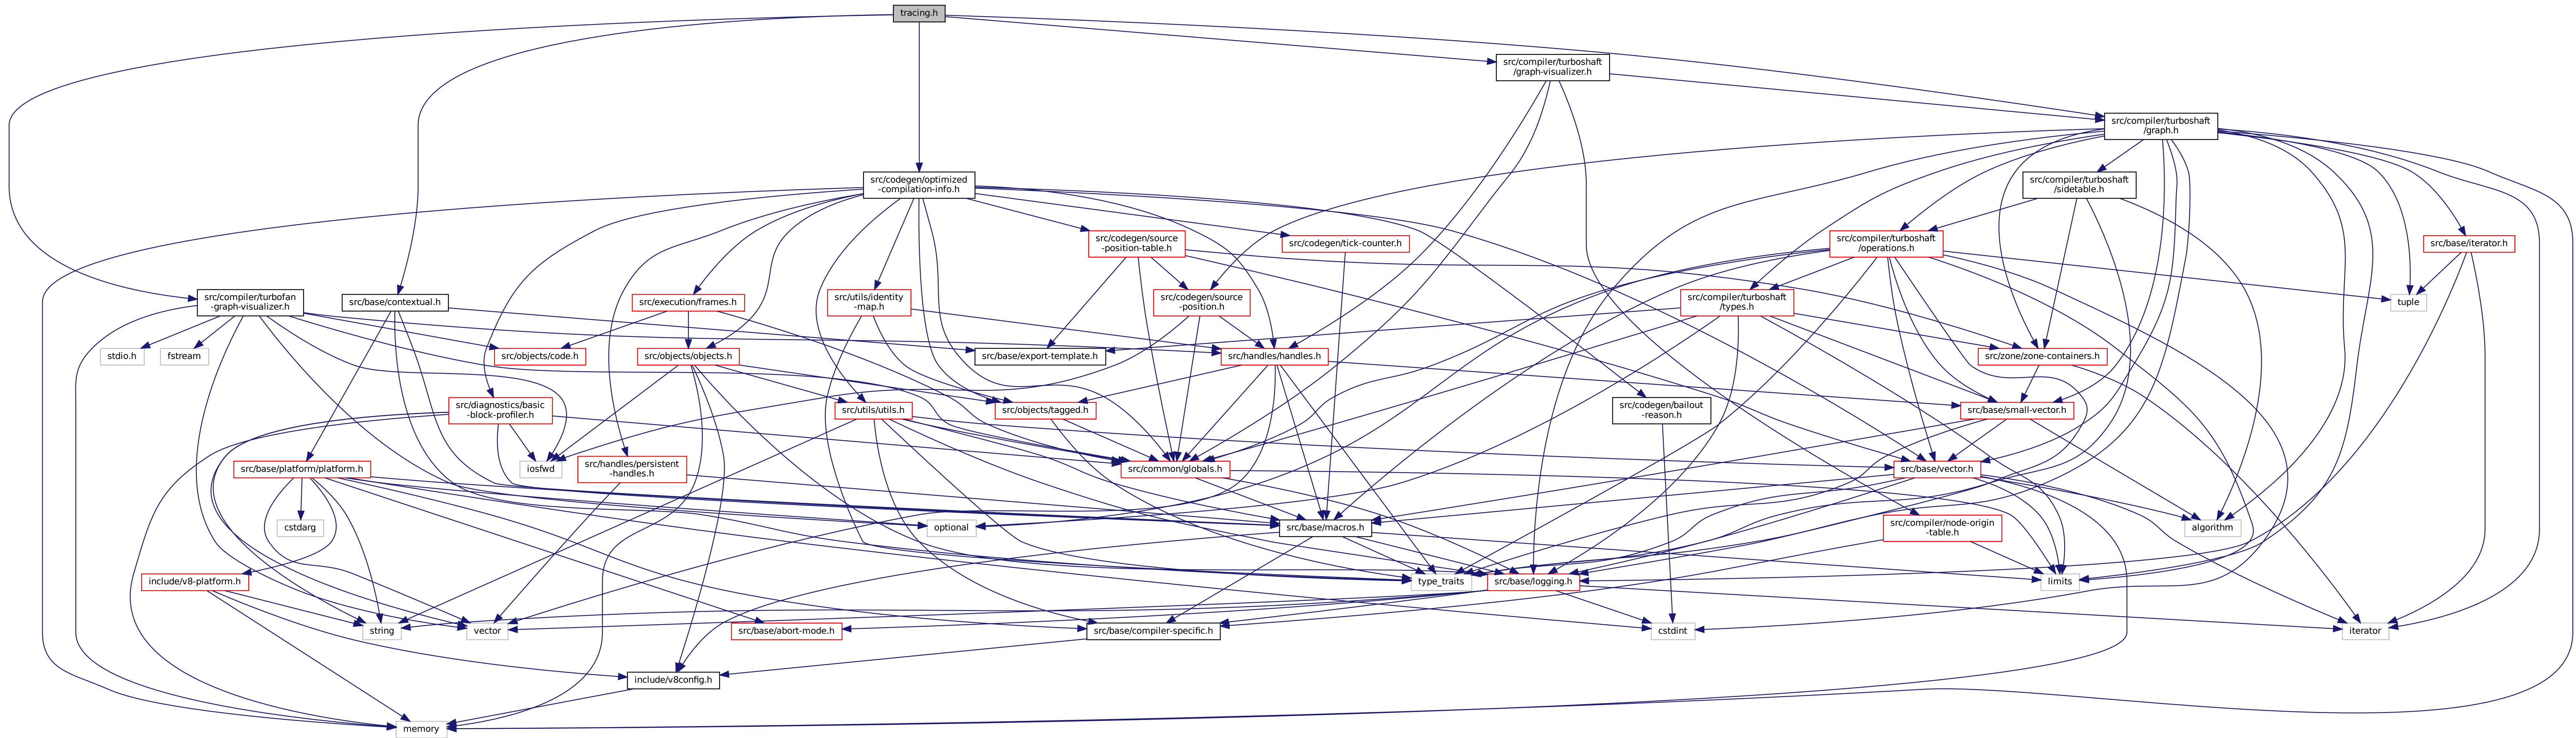 tracing.h
src/compiler/turboshaft
/graph-visualizer.h
src/compiler/turboshaft
/graph.h
src/codegen/optimized
-compilation-info.h
src/compiler/turboshaft
/sidetable.h
src/codegen/source
-position-table.h
src/codegen/tick-counter.h
src/compiler/turboshaft
/operations.h
src/base/iterator.h
src/compiler/turbofan
-graph-visualizer.h
src/base/contextual.h
src/execution/frames.h
src/utils/identity
-map.h
src/codegen/source
-position.h
src/compiler/turboshaft
/types.h
tuple
stdio.h
fstream
src/objects/code.h
src/objects/objects.h
src/base/export-template.h
src/handles/handles.h
src/zone/zone-containers.h
src/diagnostics/basic
-block-profiler.h
src/utils/utils.h
src/objects/tagged.h
src/codegen/bailout
-reason.h
src/base/small-vector.h
src/base/platform/platform.h
iosfwd
src/handles/persistent
-handles.h
src/common/globals.h
src/base/vector.h
cstdarg
optional
src/base/macros.h
src/compiler/node-origin
-table.h
algorithm
include/v8-platform.h
type_traits
src/base/logging.h
limits
string
vector
src/base/abort-mode.h
src/base/compiler-specific.h
cstdint
iterator
include/v8config.h
memory